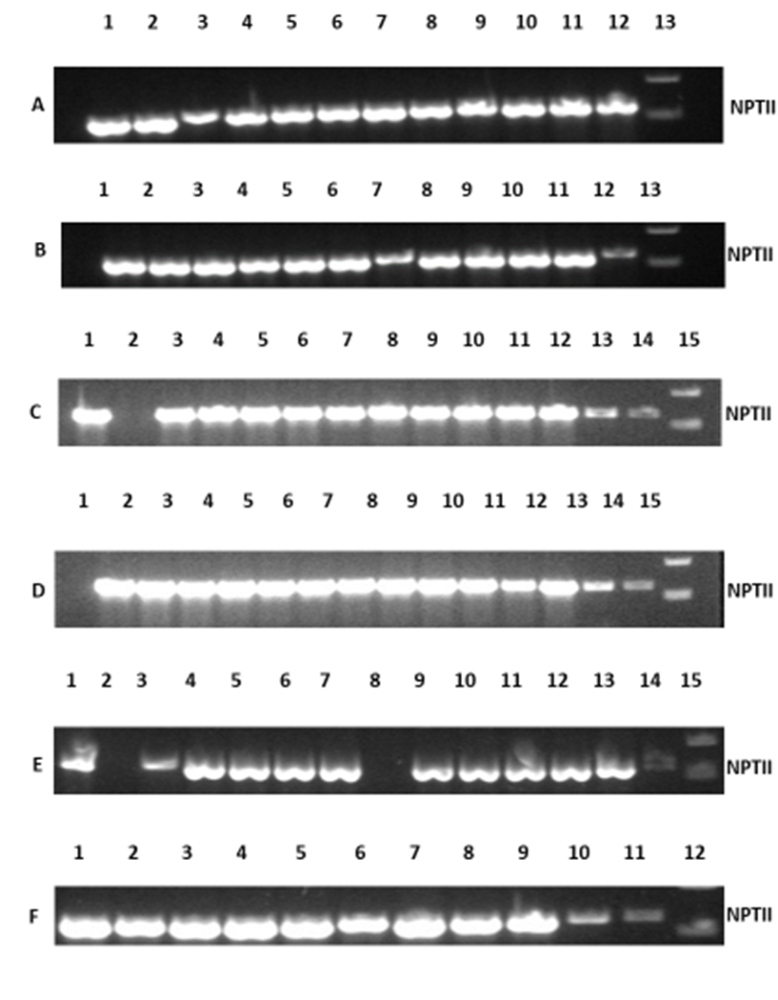 1 2 3 4 5 6 7 8 9 10 11 12 13
A NPTII
1 2 3 4 5 6 7 8 9 10 11 12 13
B NPTII
1 2 3 4 5 6 7 8 9 10 11 12 13 14 15
C NPTII
1 2 3 4 5 6 7 8 9 10 11 12 13 14 15
D NPTII
1 2 3 4 5 6 7 8 9 10 11 12 13 14 15
E NPTII
1 2 3 4 5 6 7 8 9 10 11 12
F NPTII